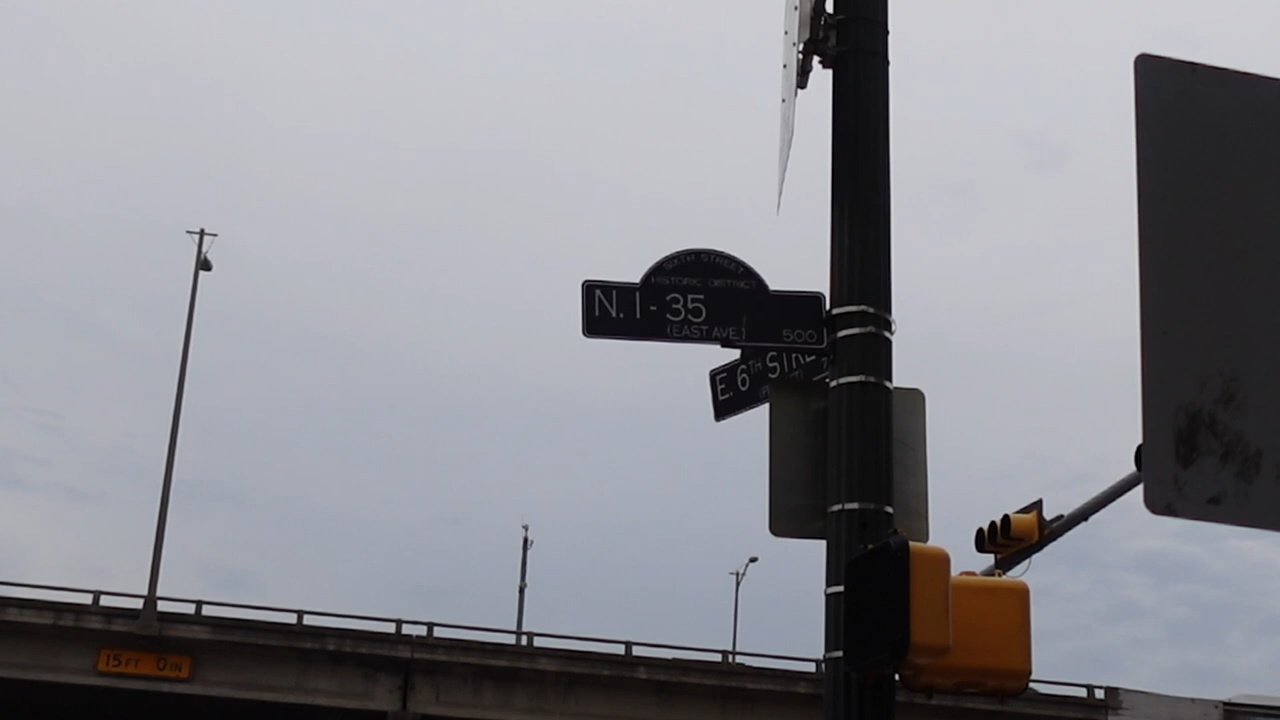 SIXTH STREET
HISTORIC DISTRICT
N. I-35
(EAST AVE.)
500
E. 6TH
15FT 0IN